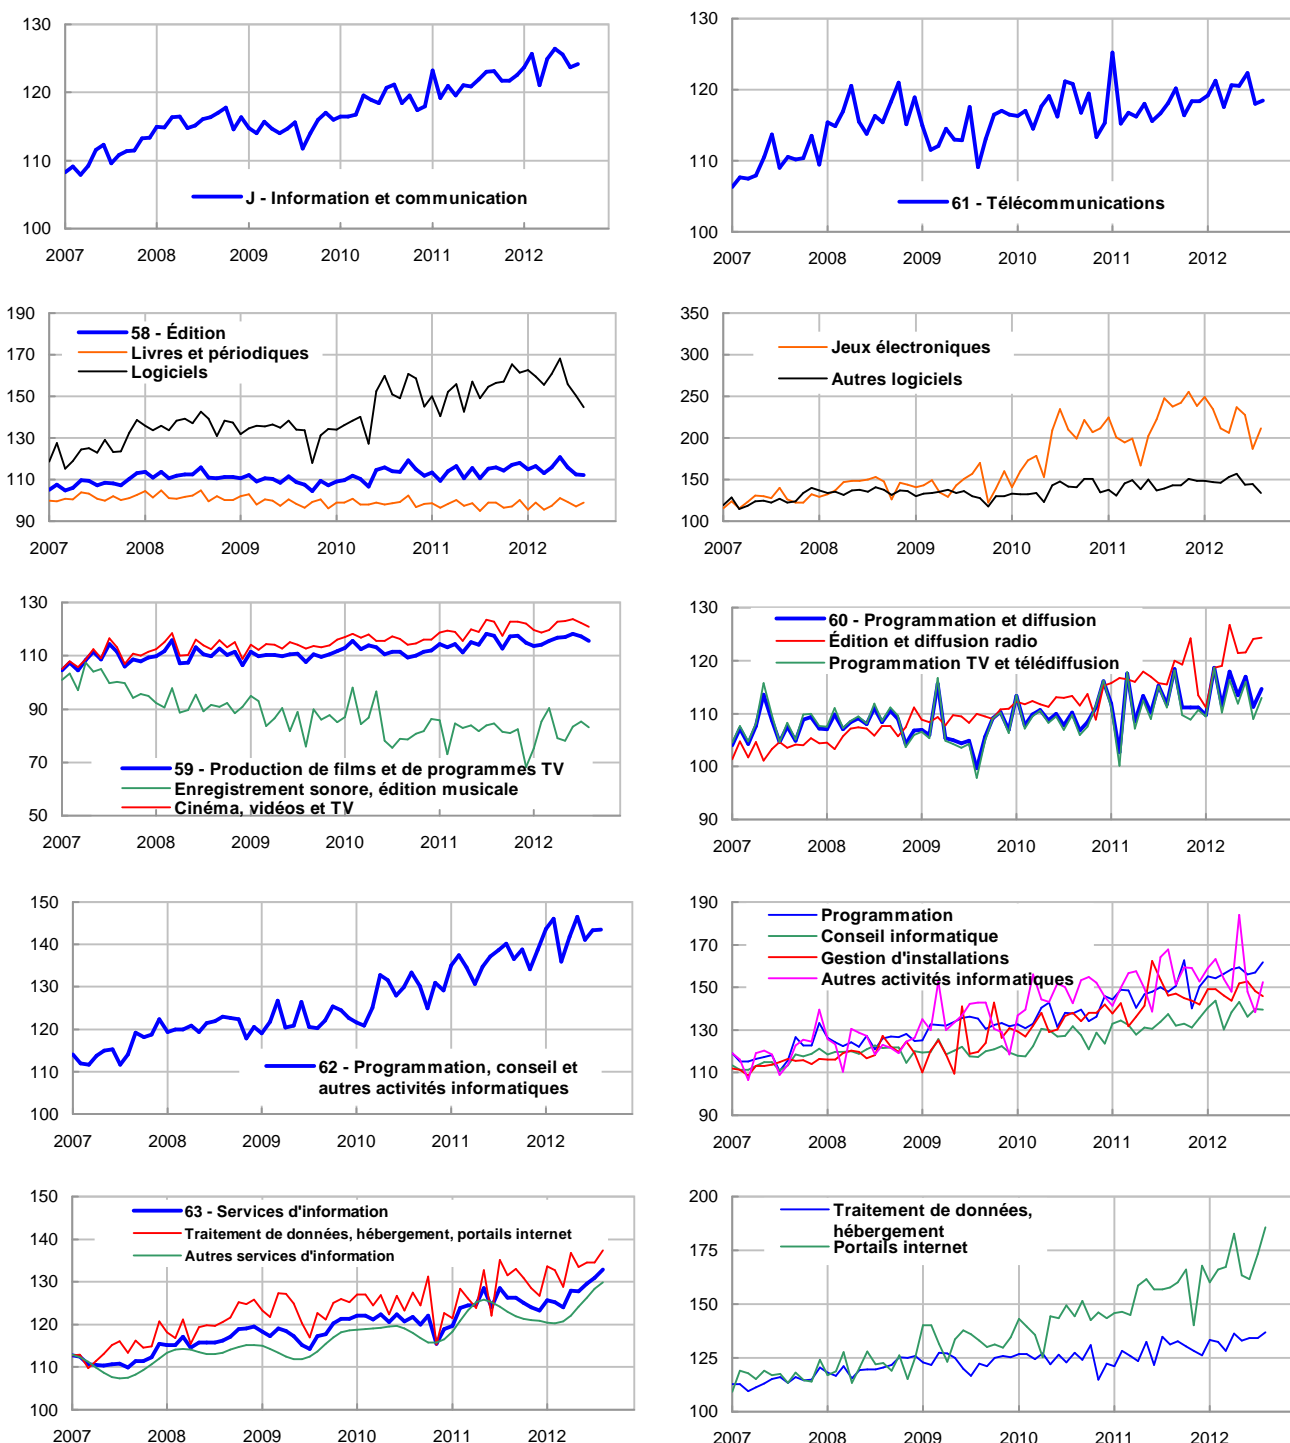 130
120
110
100
J - Information et communication
2007 2008 2009 2010 2011 2012
130
120
110
100
61 - Télécommunications
2007 2008 2009 2010 2011 2012
190
170
150
130
110
90
58 - Édition
Livres et périodiques
Logiciels
2007 2008 2009 2010 2011 2012
350
300
250
200
150
100
Jeux électroniques
Autres logiciels
2007 2008 2009 2010 2011 2012
130
110
90
70
50
59 - Production de films et de programmes TV
Enregistrement sonore, édition musicale
Cinéma, vidéos et TV
2007 2008 2009 2010 2011 2012
130
120
110
100
90
60 - Programmation et diffusion
Édition et diffusion radio
Programmation TV et télédiffusion
2007 2008 2009 2010 2011 2012
150
140
130
120
110
100
62 - Programmation, conseil et
autres activités informatiques
2007 2008 2009 2010 2011 2012
190
170
150
130
110
90
Programmation
Conseil informatique
Gestion d'installations
Autres activités informatiques
2007 2008 2009 2010 2011 2012
150
140
130
120
110
100
63 - Services d'information
Traitement de données, hébergement, portails internet
Autres services d'information
2007 2008 2009 2010 2011 2012
200
175
150
125
100
Traitement de données,
hébergement
Portails internet
2007 2008 2009 2010 2011 2012